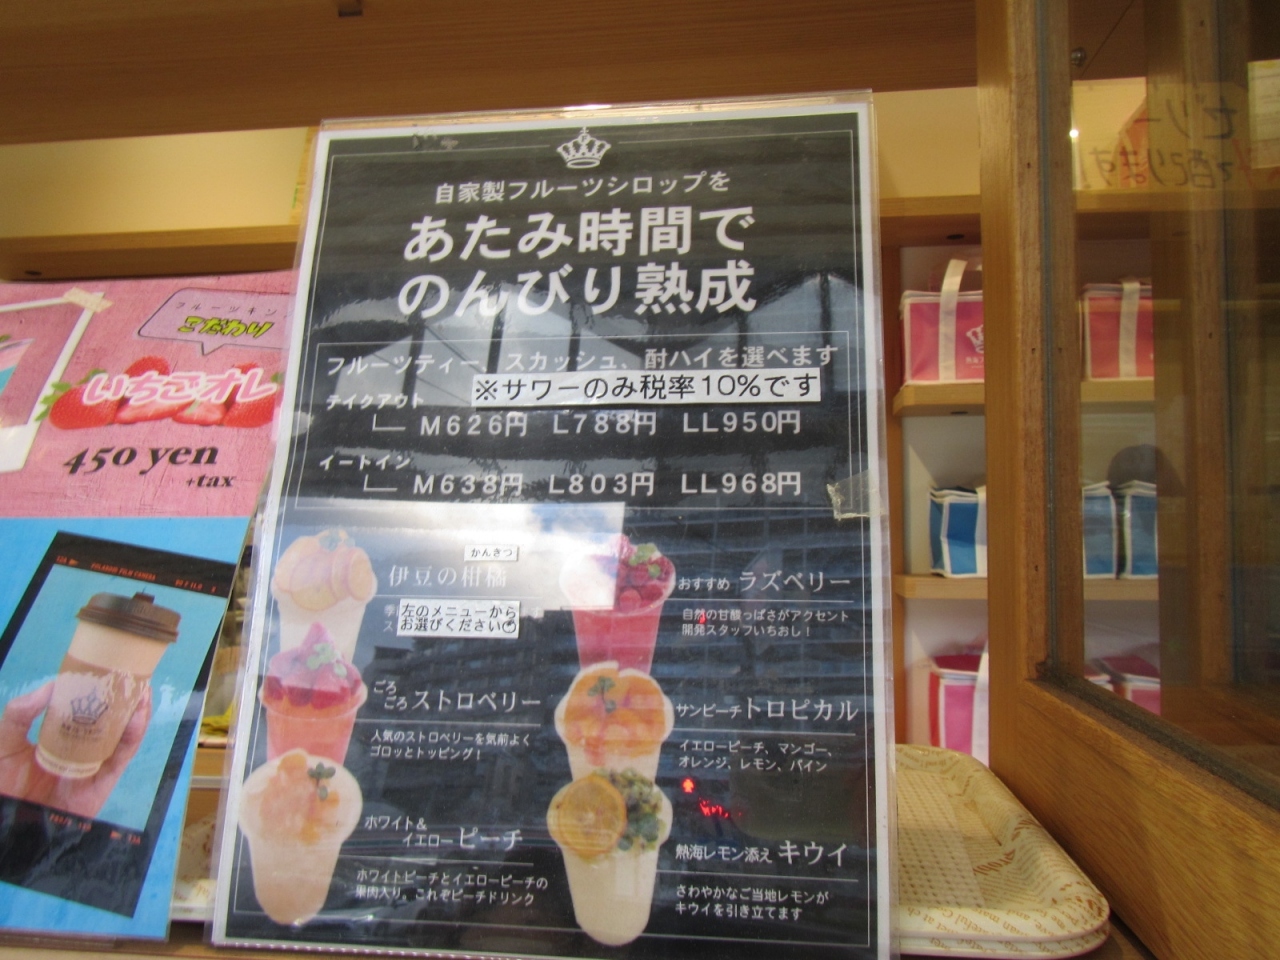 自家製フルーツシロップを
あたみ時間で
のんびり熟成
フルーツティー、スカッシュ、酎ハイを選べます
※サワーのみ税率10%です
テイクアウト
M626円 L788円 LL950円
イートイン
M638円 L803円 LL968円
かんきつ
伊豆の柑橘
左のメニューから
お選びください
おすすめ ラズベリー
自然の甘酸っぱさがアクセント
開発スタッフいちおし！
ごろ
ごろ ストロベリー
人気のストロベリーを気前よく
ゴロッとトッピング！
サンピーチ トロピカル
イエローピーチ、マンゴー、
オレンジ、レモン、パイン
ホワイト&
イエロー ピーチ
ホワイトピーチとイエローピーチの
果肉入り。これぞピーチドリンク
熱海レモン添え キウイ
さわやかなご当地レモンが
キウイを引き立てます
フルーツキング
こだわり
いちごオレ
450 yen
+tax
ゼリー